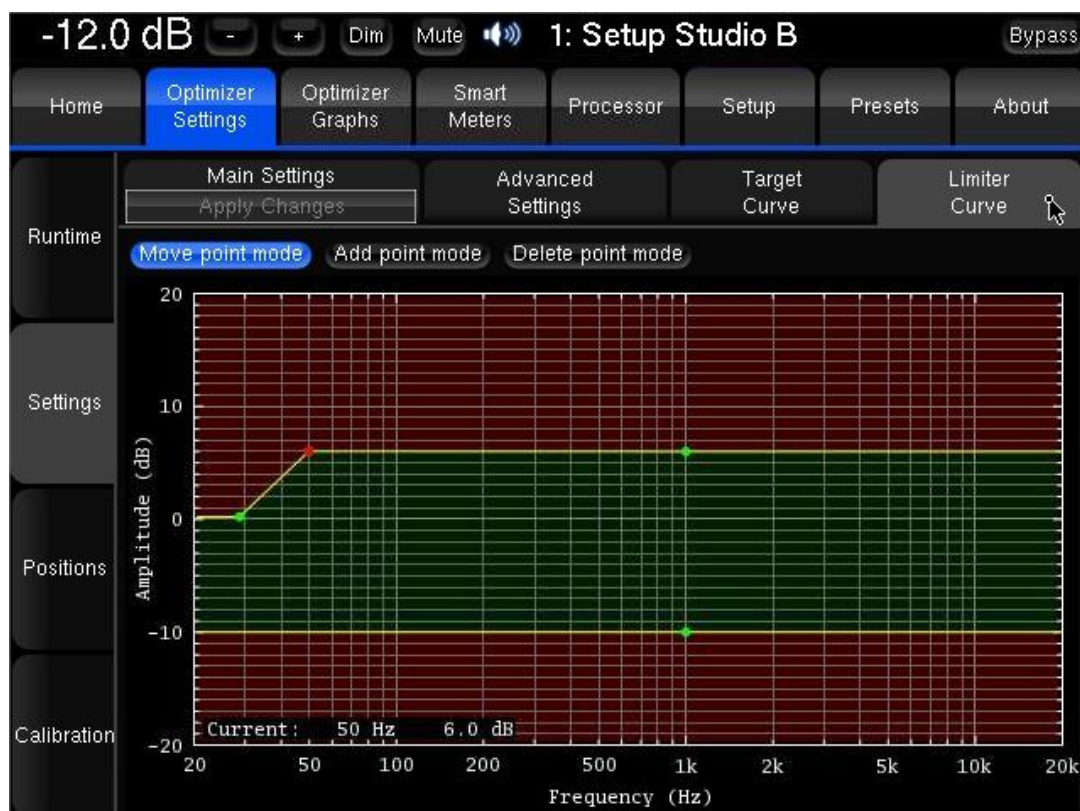 -12.0 dB - + Dim Mute 1: Setup Studio B Bypass
Home Optimizer Settings Optimizer Graphs Smart Meters Processor Setup Presets About
Main Settings
Apply Changes
Advanced Settings
Target Curve
Limiter Curve
Runtime
Settings
Positions
Calibration
Move point mode Add point mode Delete point mode
20
10
0
-10
-20
Amplitude (dB)
Current: 50 Hz 6.0 dB
20 50 100 200 500 1k 2k 5k 10k 20k
Frequency (Hz)